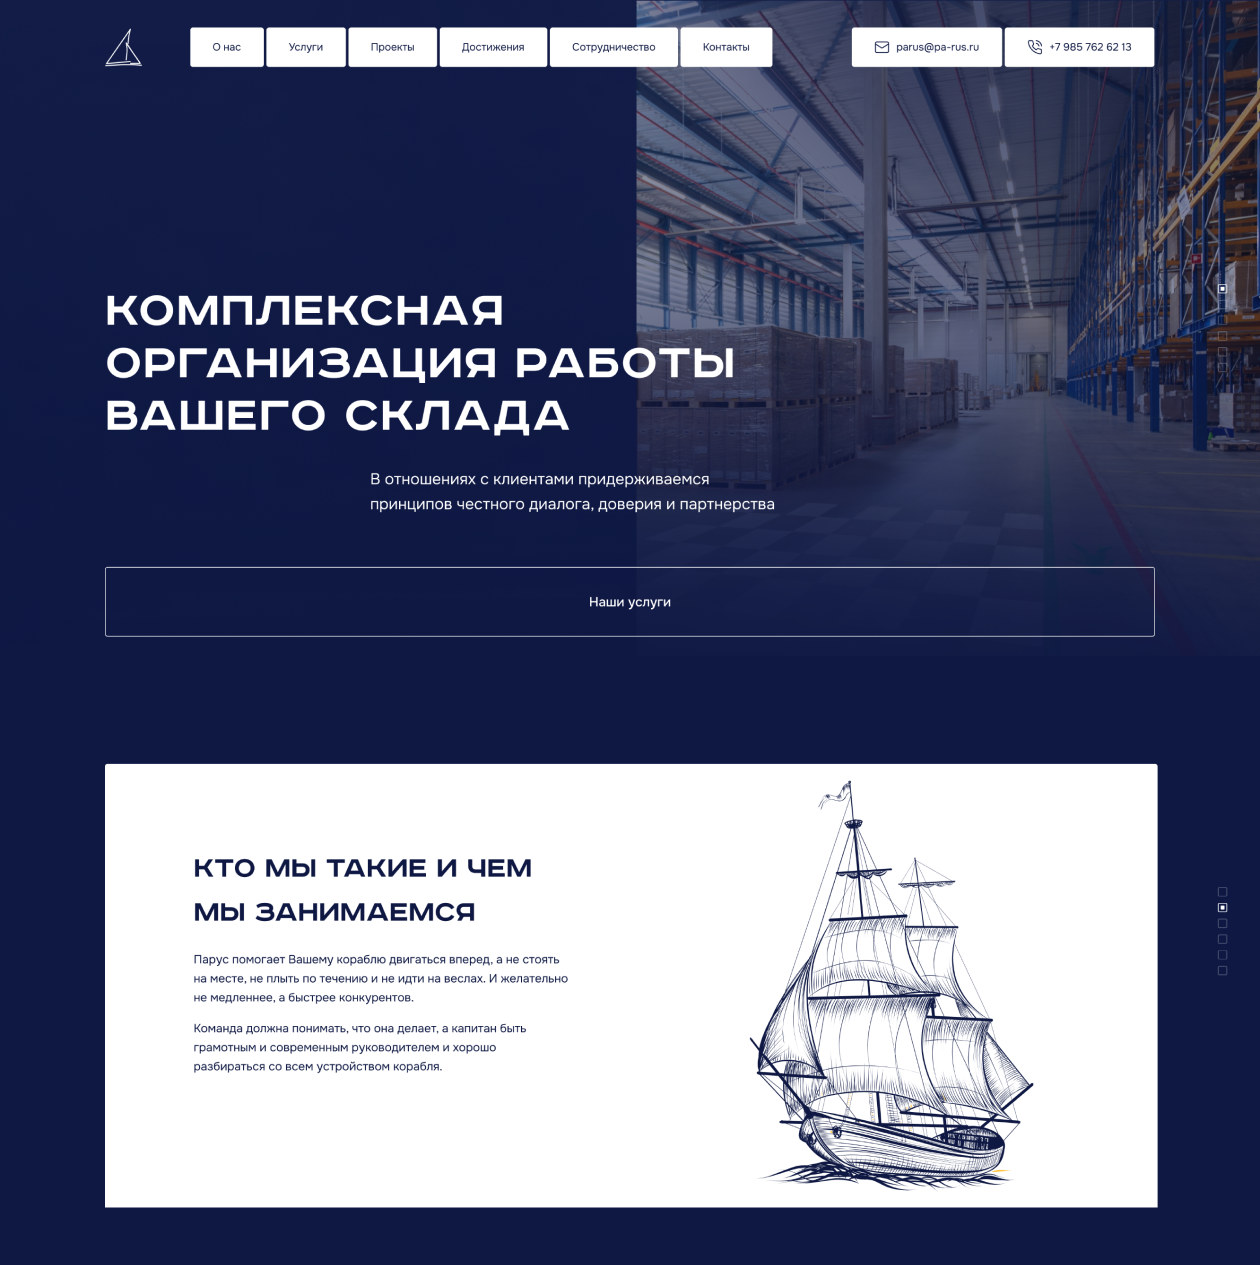 О нас
Услуги
Проекты
Достижения
Сотрудничество
Контакты
parus@pa-rus.ru
+7 985 762 62 13
КОМПЛЕКСНАЯ
ОРГАНИЗАЦИЯ РАБОТЫ
ВАШЕГО СКЛАДА
В отношениях с клиентами придерживаемся
принципов честного диалога, доверия и партнерства
Наши услуги
КТО МЫ ТАКИЕ И ЧЕМ
МЫ ЗАНИМАЕМСЯ
Парус помогает Вашему кораблю двигаться вперед, а не стоять
на месте, не плыть по течению и не идти на веслах. И желательно
не медленнее, а быстрее конкурентов.
Команда должна понимать, что она делает, а капитан быть
грамотным и современным руководителем и хорошо
разбираться со всем устройством корабля.